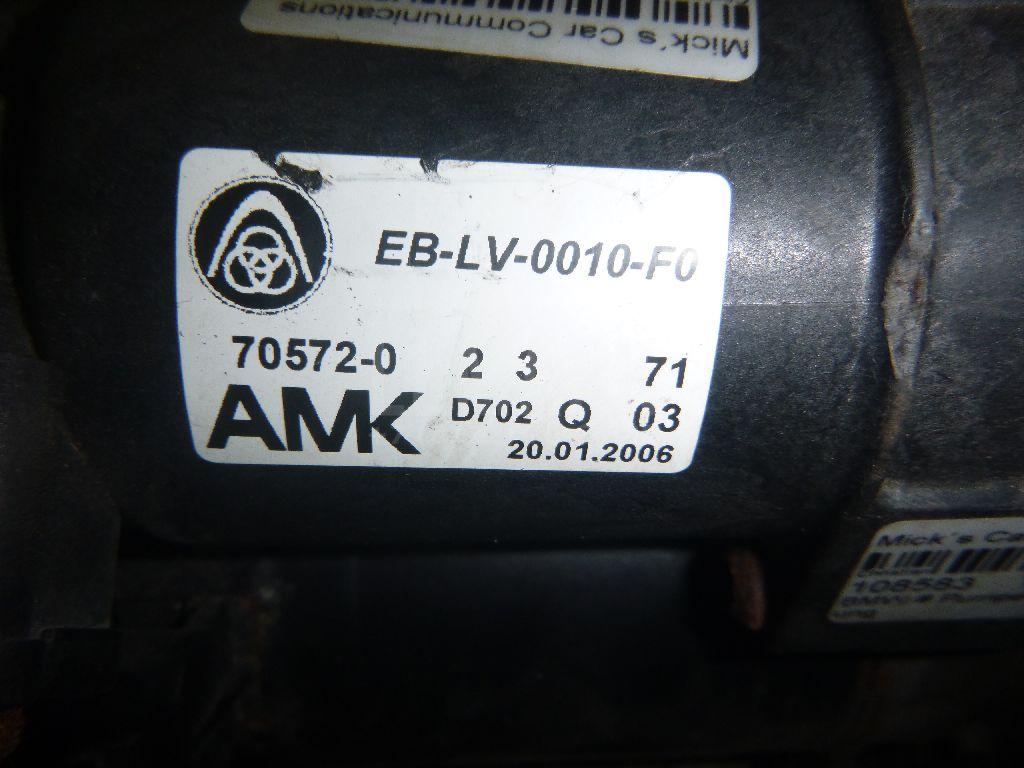 Mick's Car Communications
EB-LV-0010-F0
70572-0 2 3 71
AMK D702 Q 03
20.01.2006
Mick's Ca
108583